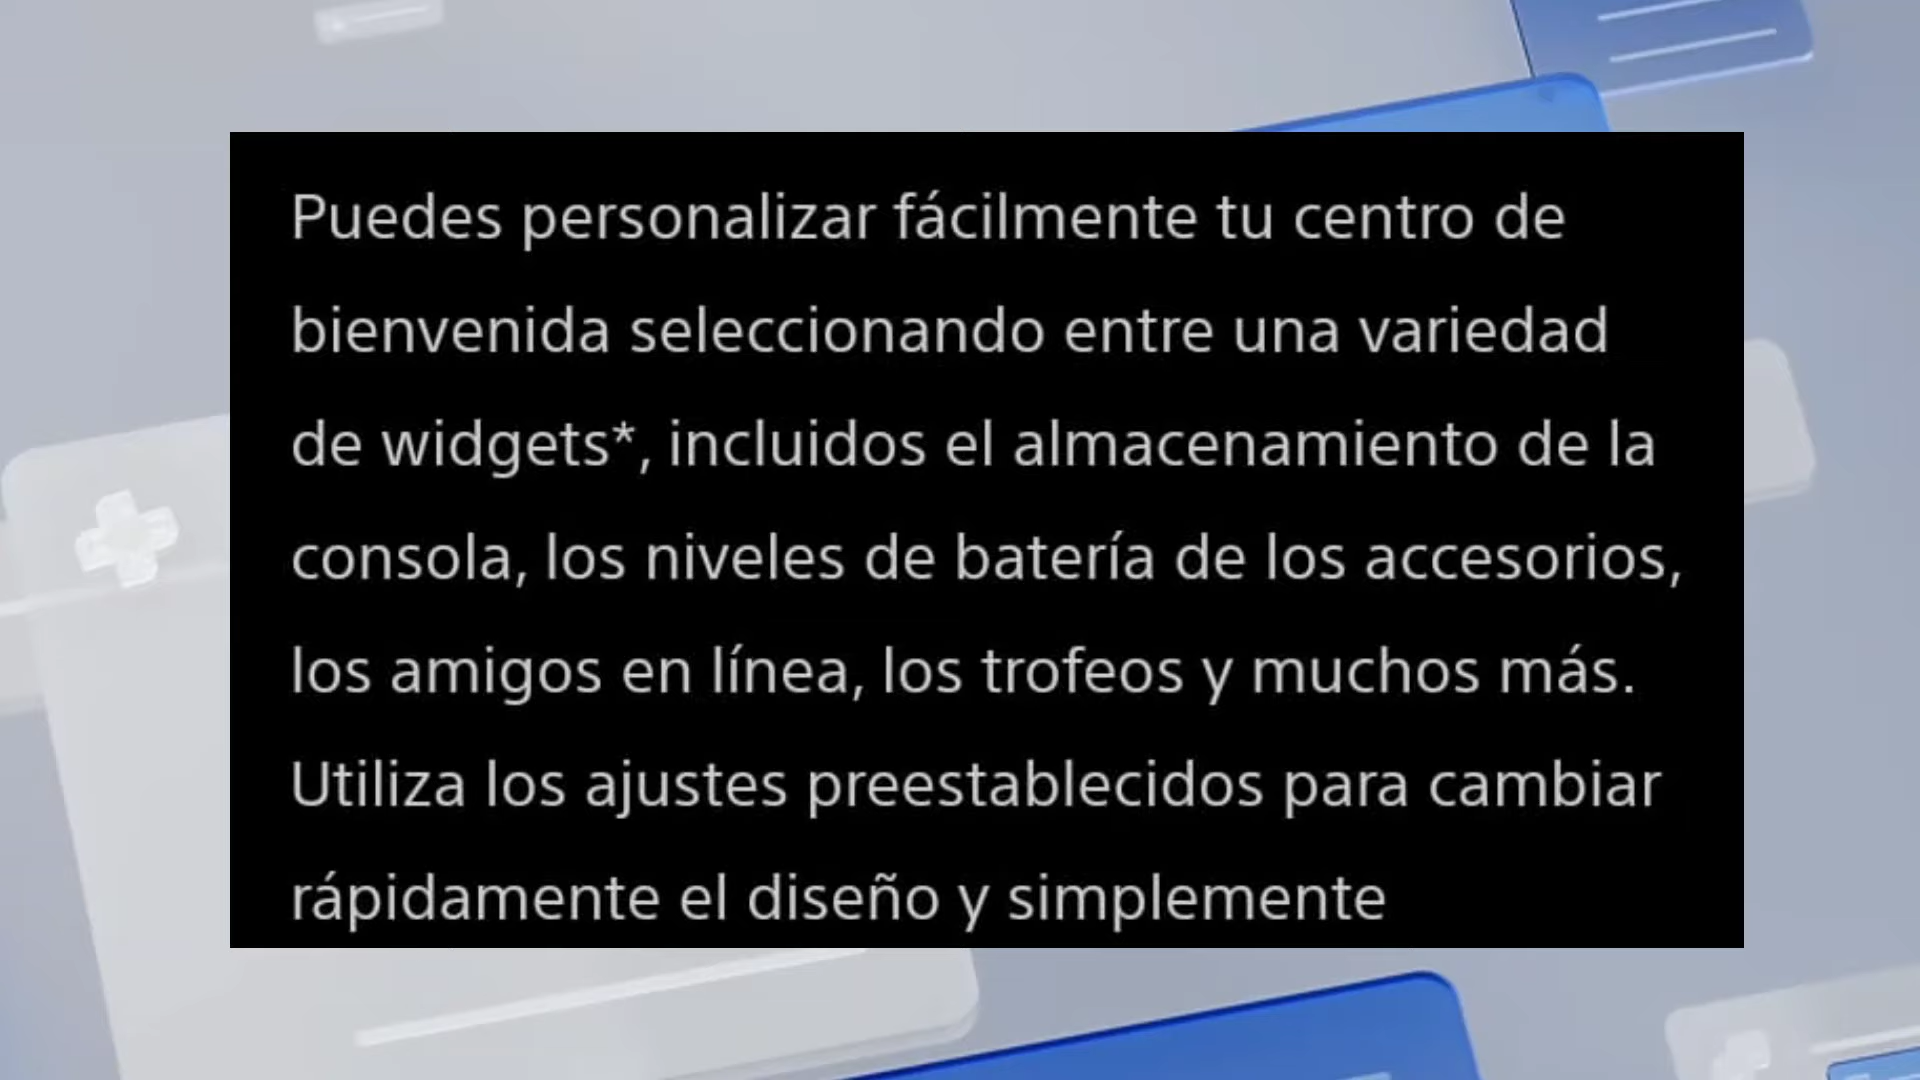 Puedes personalizar fácilmente tu centro de
bienvenida seleccionando entre una variedad
de widgets*, incluidos el almacenamiento de la
consola, los niveles de batería de los accesorios,
los amigos en línea, los trofeos y muchos más.
Utiliza los ajustes preestablecidos para cambiar
rápidamente el diseño y simplemente